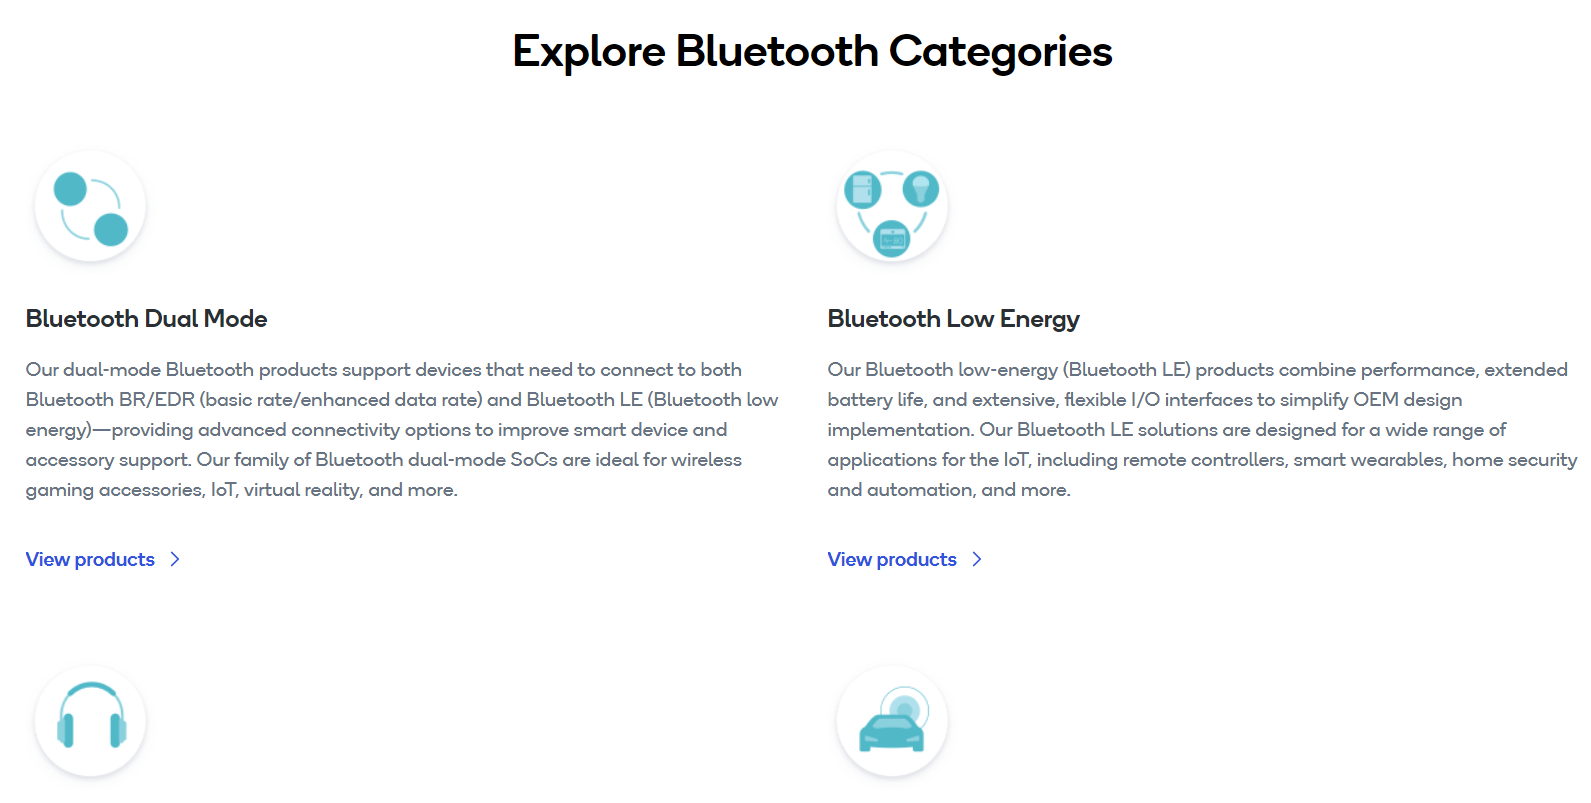 Explore Bluetooth Categories
Bluetooth Dual Mode
Our dual-mode Bluetooth products support devices that need to connect to both
Bluetooth BR/EDR (basic rate/enhanced data rate) and Bluetooth LE (Bluetooth low
energy)—providing advanced connectivity options to improve smart device and
accessory support. Our family of Bluetooth dual-mode SoCs are ideal for wireless
gaming accessories, IoT, virtual reality, and more.
View products
Bluetooth Low Energy
Our Bluetooth low-energy (Bluetooth LE) products combine performance, extended
battery life, and extensive, flexible I/O interfaces to simplify OEM design
implementation. Our Bluetooth LE solutions are designed for a wide range of
applications for the IoT, including remote controllers, smart wearables, home security
and automation, and more.
View products